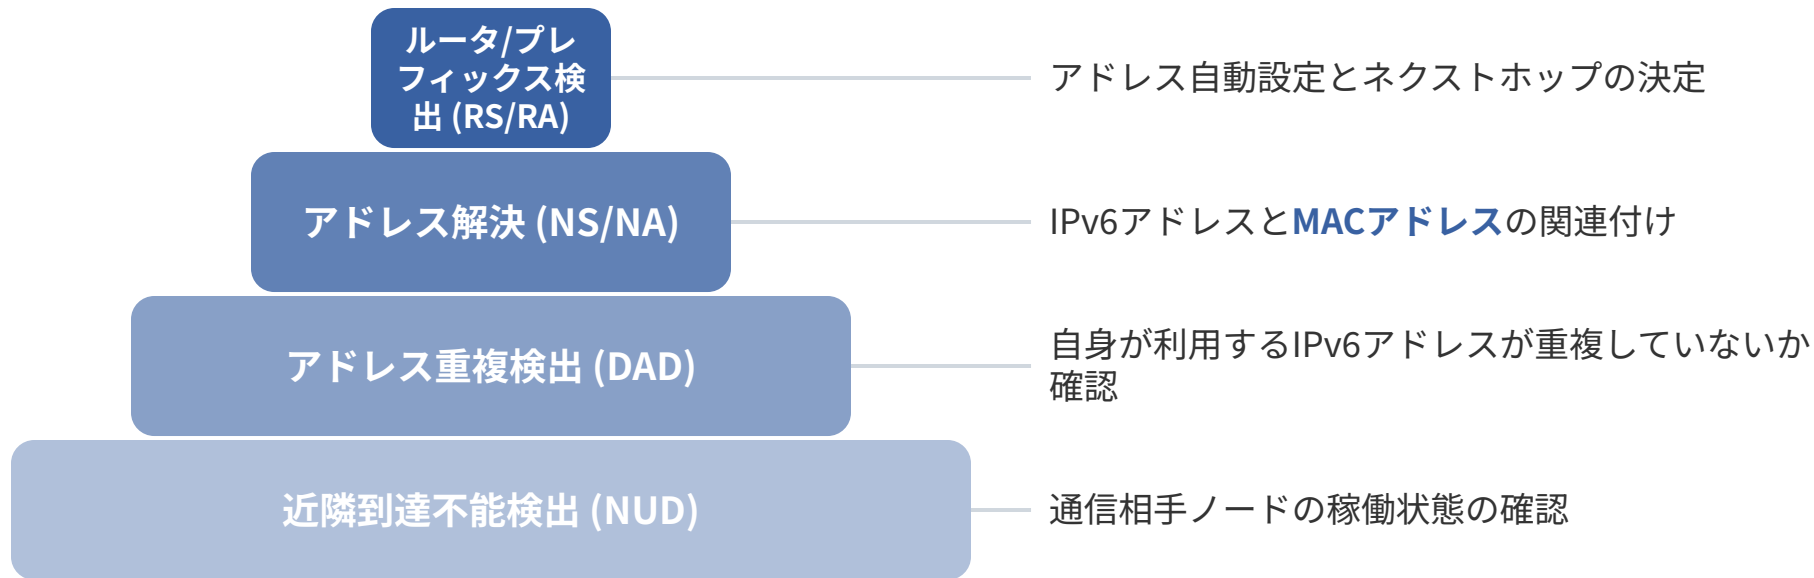 ルータ/プレ
フィックス検
出 (RS/RA)
アドレス自動設定とネクストホップの決定
アドレス解決 (NS/NA)
IPv6アドレスとMACアドレスの関連付け
アドレス重複検出 (DAD)
自身が利用するIPv6アドレスが重複していないか
確認
近隣到達不能検出 (NUD)
通信相手ノードの稼働状態の確認